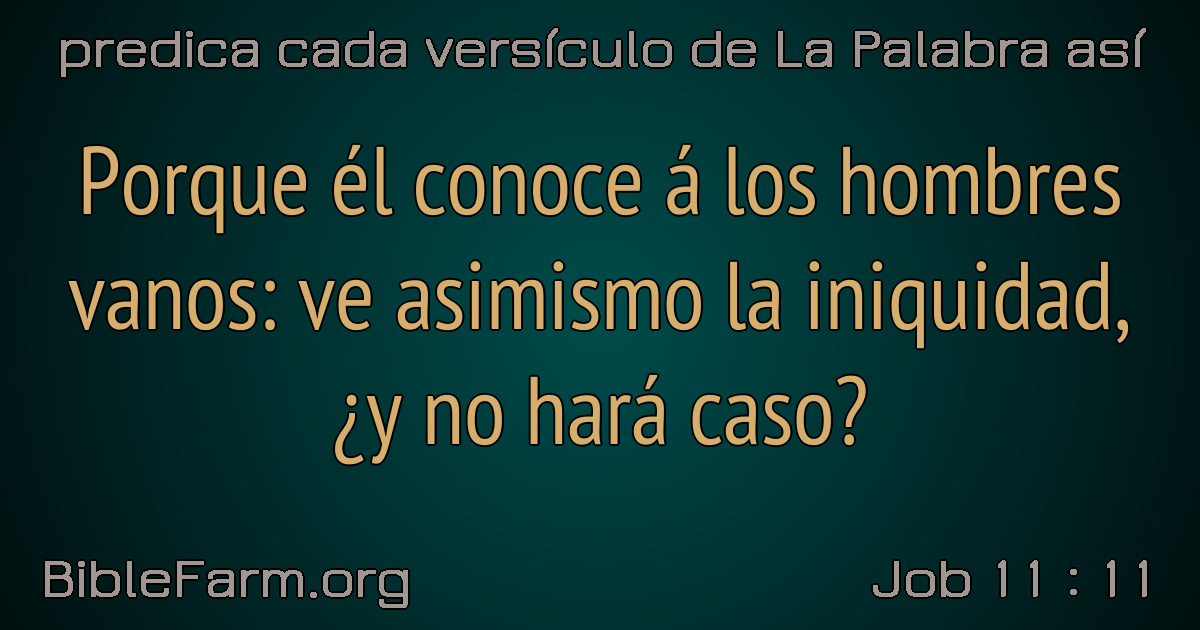 predica cada versículo de La Palabra así
Porque él conoce á los hombres
vanos: ve asimismo la iniquidad,
¿y no hará caso?
BibleFarm.org
Job 11 : 11